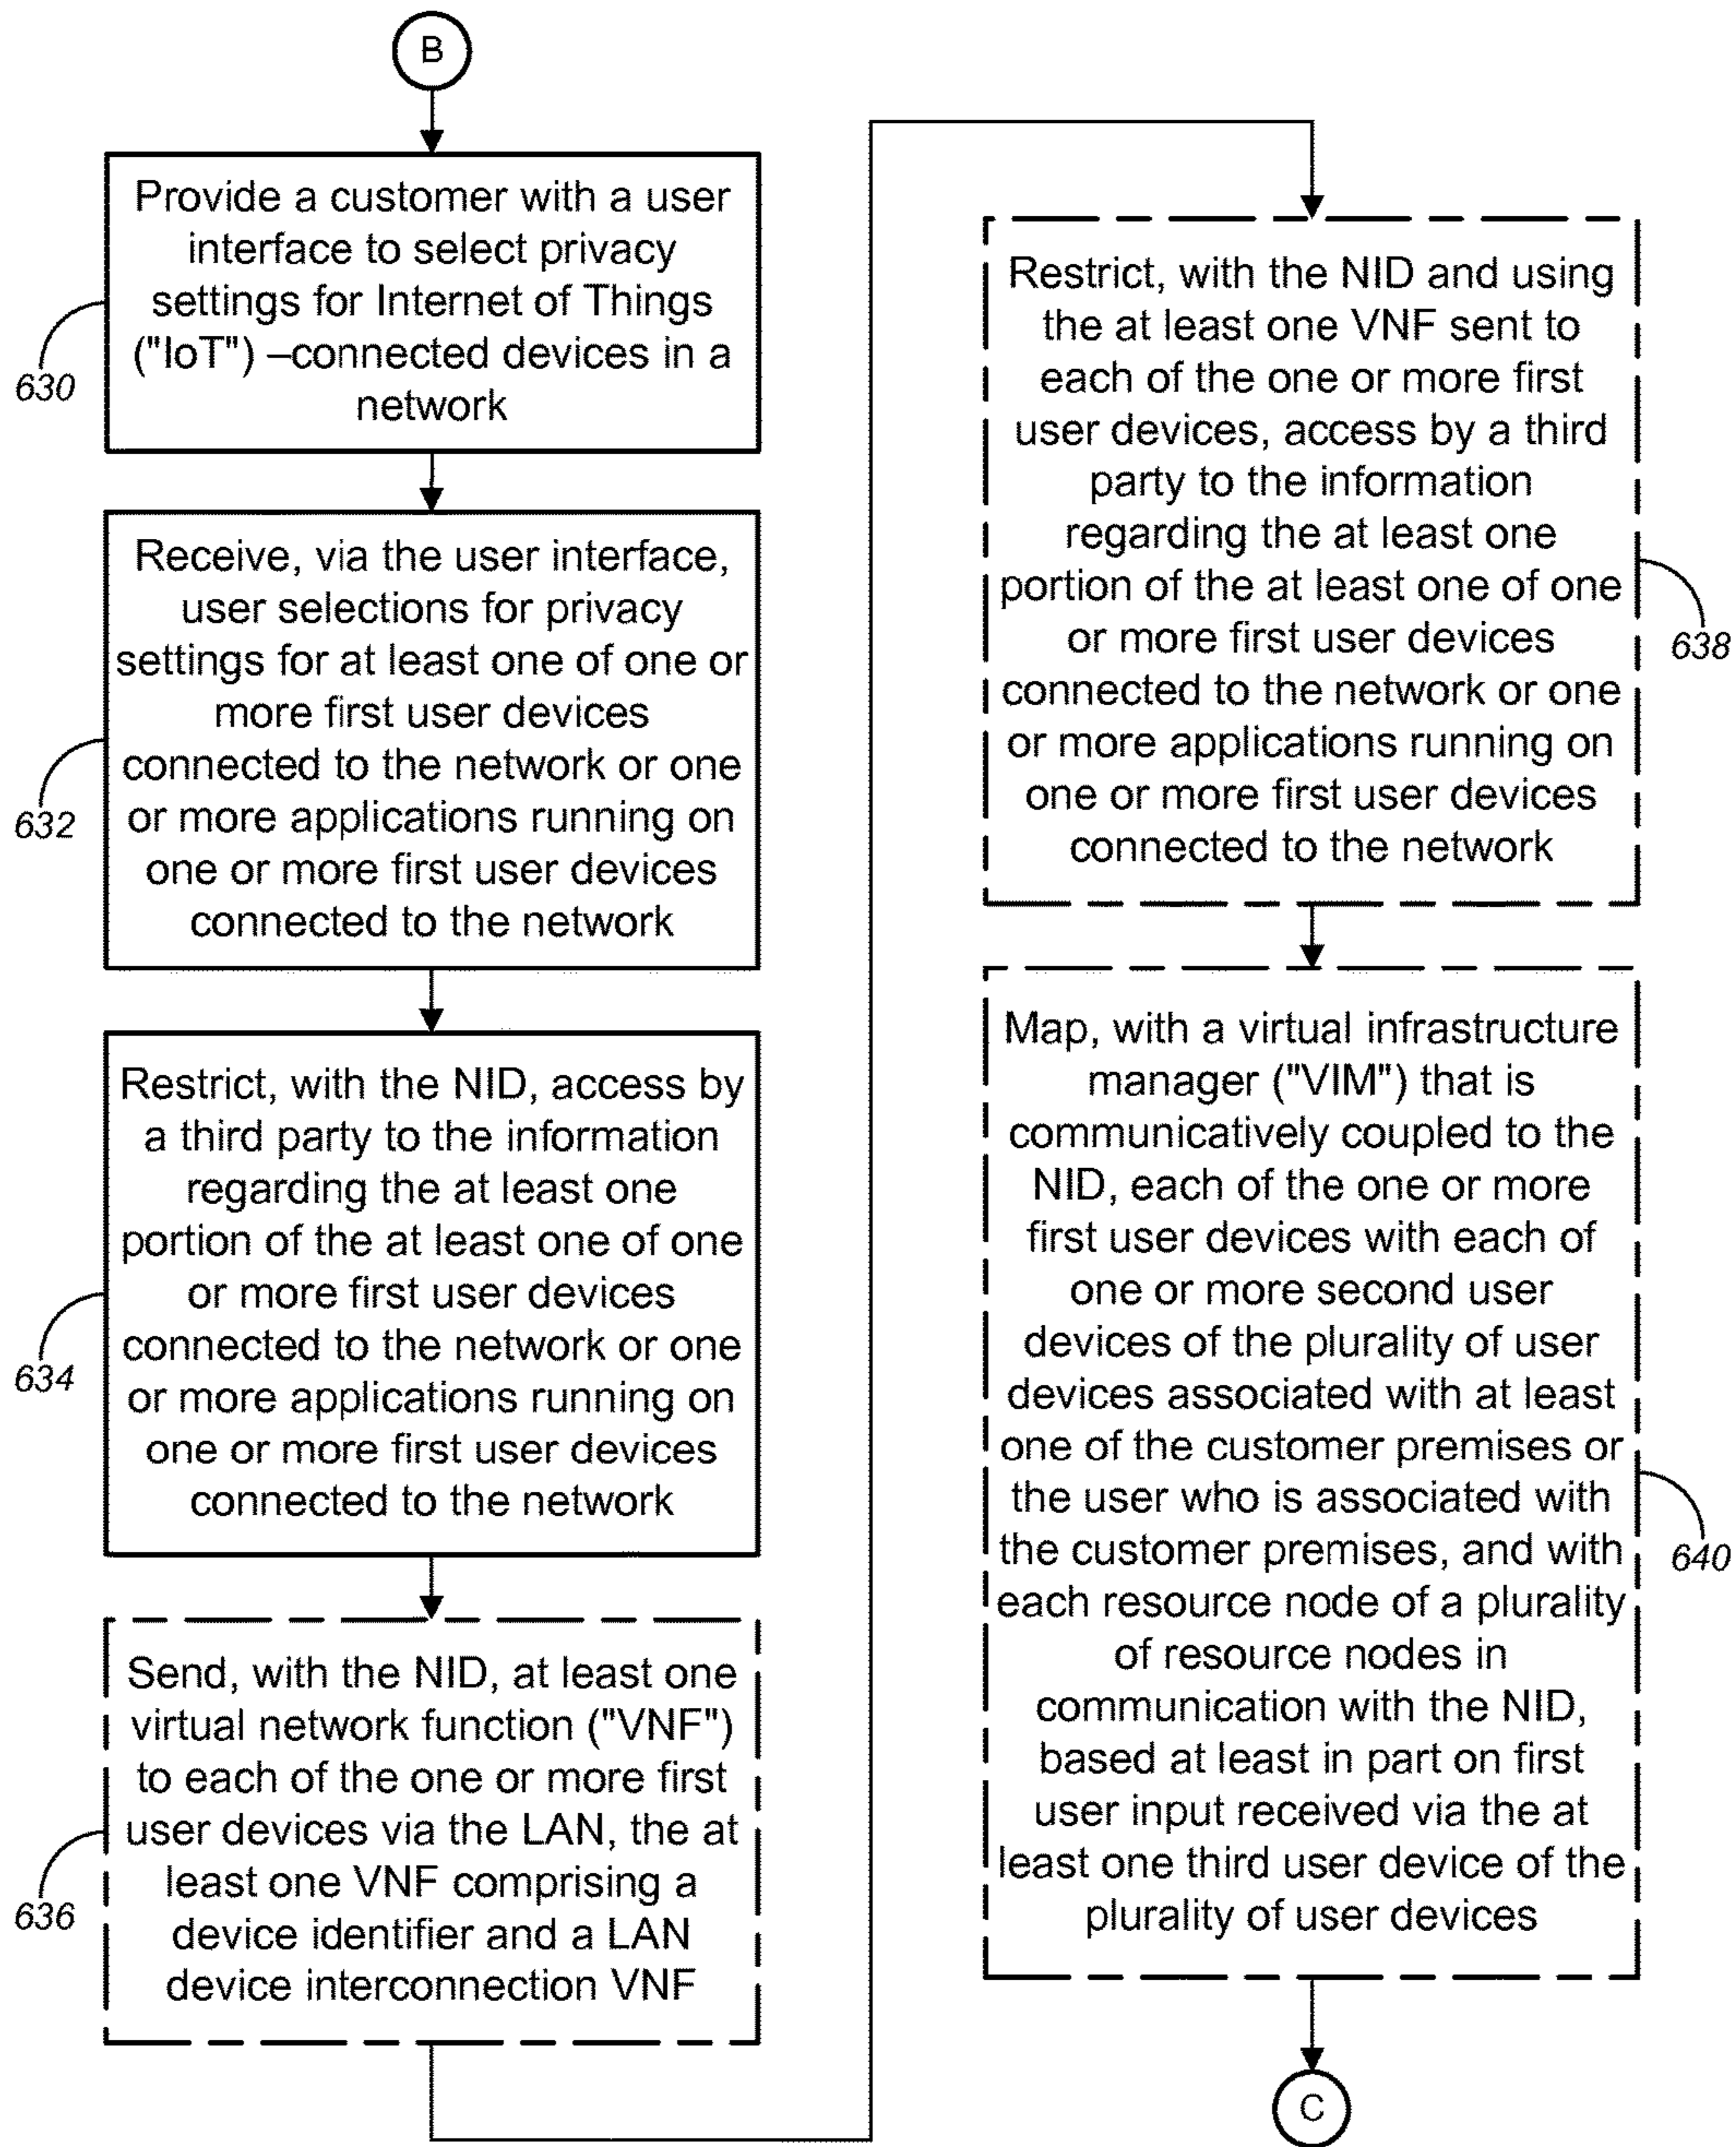 B
Provide a customer with a user
interface to select privacy
settings for Internet of Things
("IoT") –connected devices in a
network
630
Receive, via the user interface,
user selections for privacy
settings for at least one of one or
more first user devices
connected to the network or one
or more applications running on
one or more first user devices
connected to the network
632
Restrict, with the NID, access by
a third party to the information
regarding the at least one
portion of the at least one of one
or more first user devices
connected to the network or one
or more applications running on
one or more first user devices
connected to the network
634
Send, with the NID, at least one
virtual network function ("VNF")
to each of the one or more first
user devices via the LAN, the at
least one VNF comprising a
device identifier and a LAN
device interconnection VNF
636
Restrict, with the NID and using
the at least one VNF sent to
each of the one or more first
user devices, access by a third
party to the information
regarding the at least one
portion of the at least one of one
or more first user devices
connected to the network or one
or more applications running on
one or more first user devices
connected to the network
638
Map, with a virtual infrastructure
manager ("VIM") that is
communicatively coupled to the
NID, each of the one or more
first user devices with each of
one or more second user
devices of the plurality of user
devices associated with at least
one of the customer premises or
the user who is associated with
the customer premises, and with
each resource node of a plurality
of resource nodes in
communication with the NID,
based at least in part on first
user input received via the at
least one third user device of the
plurality of user devices
640
C